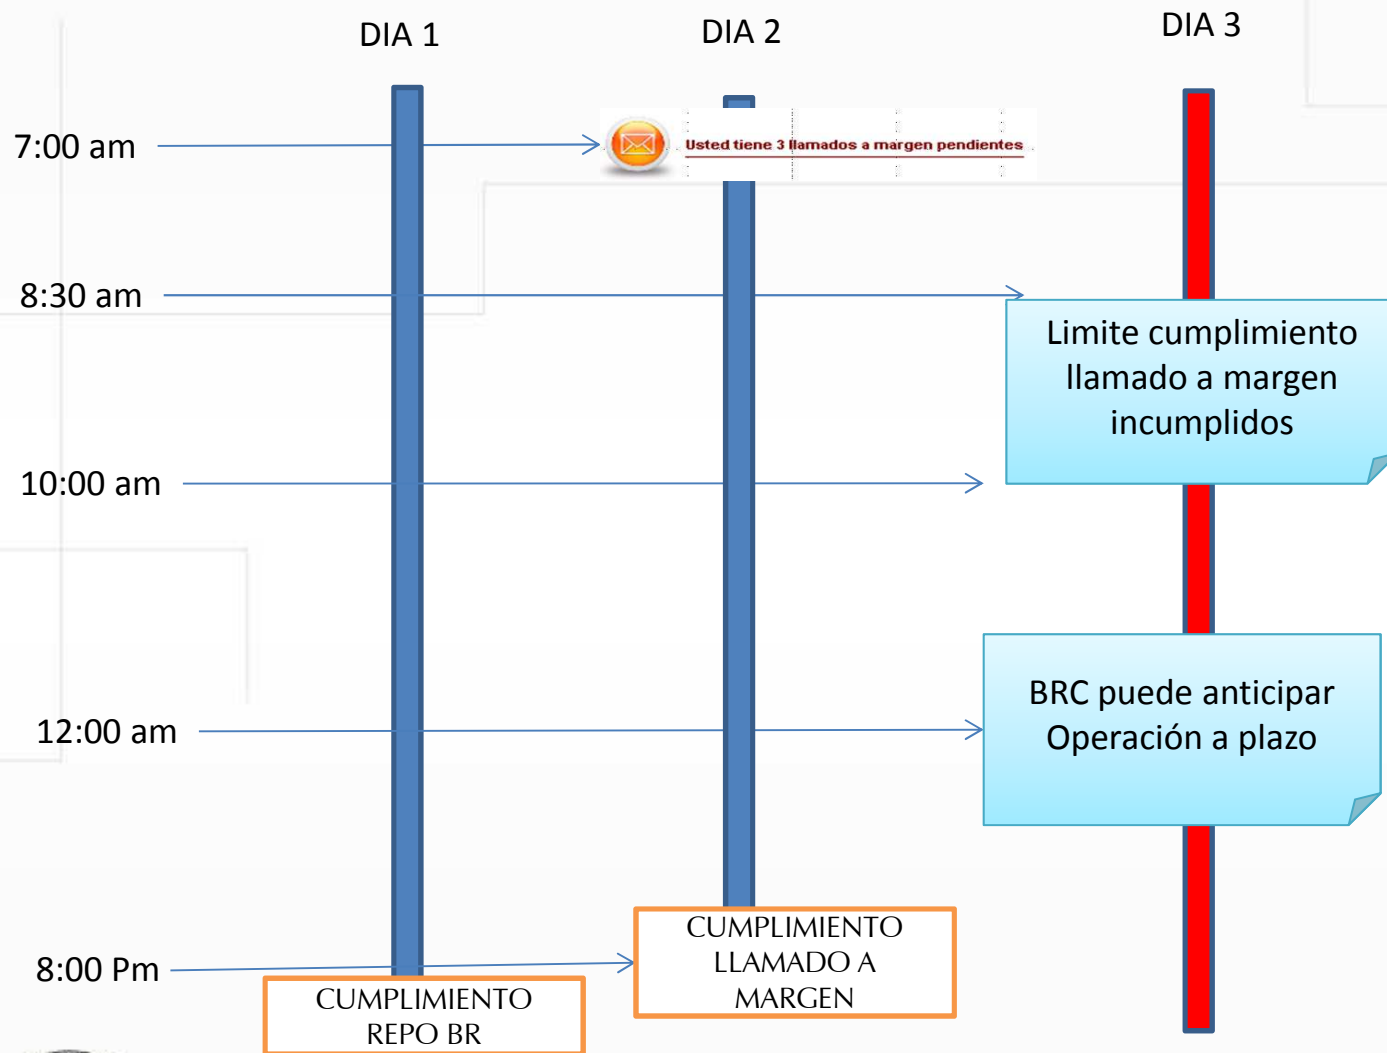 DIA 1
DIA 2
DIA 3
7:00 am
Usted tiene 3 llamados a margen pendientes
8:30 am
Limite cumplimiento
llamado a margen
incumplidos
10:00 am
BRC puede anticipar
Operación a plazo
12:00 am
8:00 Pm
CUMPLIMIENTO
LLAMADO A
MARGEN
CUMPLIMIENTO
REPO BR